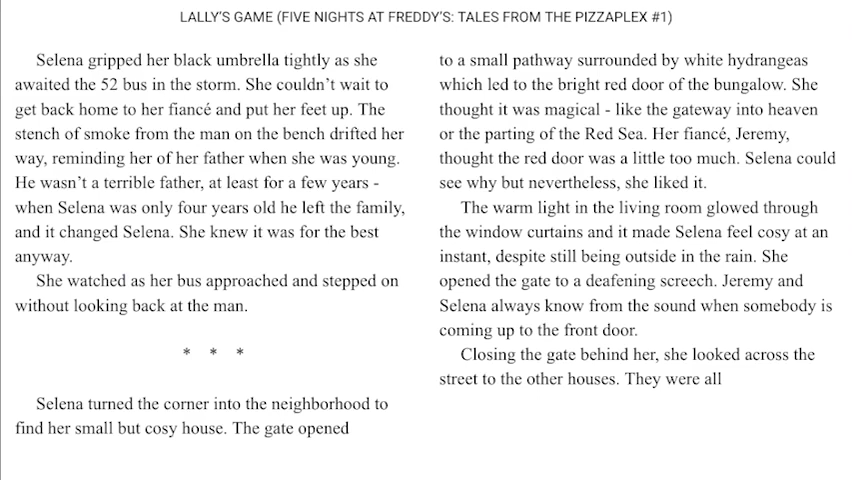 LALLY'S GAME (FIVE NIGHTS AT FREDDY'S: TALES FROM THE PIZZAPLEX #1)
Selena gripped her black umbrella tightly as she
awaited the 52 bus in the storm. She couldn't wait to
get back home to her fiancé and put her feet up. The
stench of smoke from the man on the bench drifted her
way, reminding her of her father when she was young.
He wasn't a terrible father, at least for a few years -
when Selena was only four years old he left the family,
and it changed Selena. She knew it was for the best
anyway.
She watched as her bus approached and stepped on
without looking back at the man.
* * *
Selena turned the corner into the neighborhood to
find her small but cosy house. The gate opened
to a small pathway surrounded by white hydrangeas
which led to the bright red door of the bungalow. She
thought it was magical - like the gateway into heaven
or the parting of the Red Sea. Her fiancé, Jeremy,
thought the red door was a little too much. Selena could
see why but nevertheless, she liked it.
The warm light in the living room glowed through
the window curtains and it made Selena feel cosy at an
instant, despite still being outside in the rain. She
opened the gate to a deafening screech. Jeremy and
Selena always know from the sound when somebody is
coming up to the front door.
Closing the gate behind her, she looked across the
street to the other houses. They were all